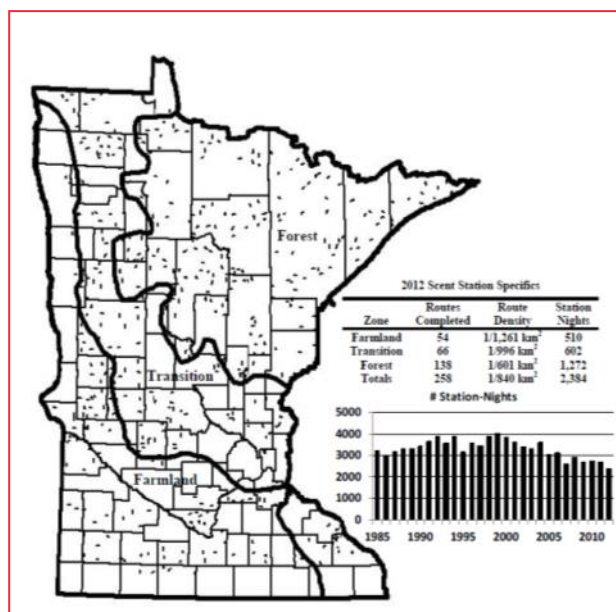 Forest
Transition
Farmland
2012 Scent Station Specifics
Routes Route Station
Zone Completed Density Nights
Farmland 54 1/1,261 km² 510
Transition 66 1/996 km² 602
Forest 138 1/601 km² 1,272
Totals 258 1/840 km² 2,384
# Station-Nights
5000
4000
3000
2000
1000
0
1985 1990 1995 2000 2005 2010